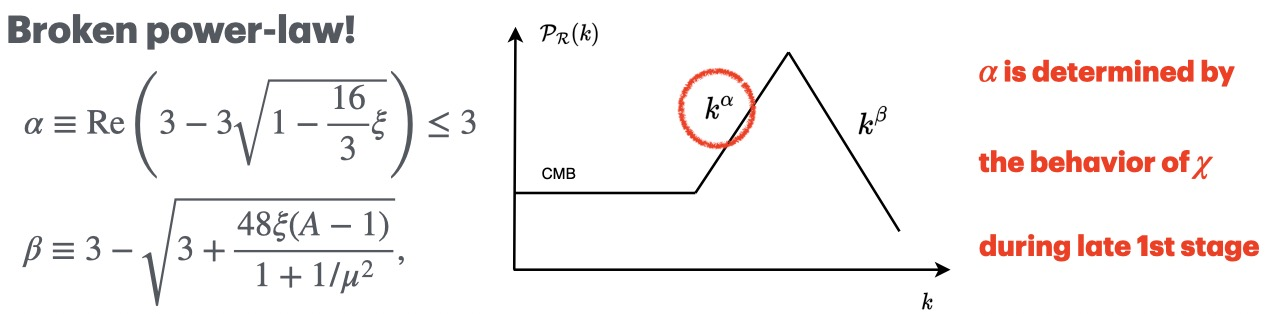 Broken power-law!
α ≡ Re ( 3 − 3√(1 − 16/3 ξ) ) ≤ 3
β ≡ 3 − √(3 + 48ξ(A − 1) / (1 + 1/μ²)),
𝒫_ℛ(k)
k^α
k^β
CMB
k
α is determined by
the behavior of χ
during late 1st stage